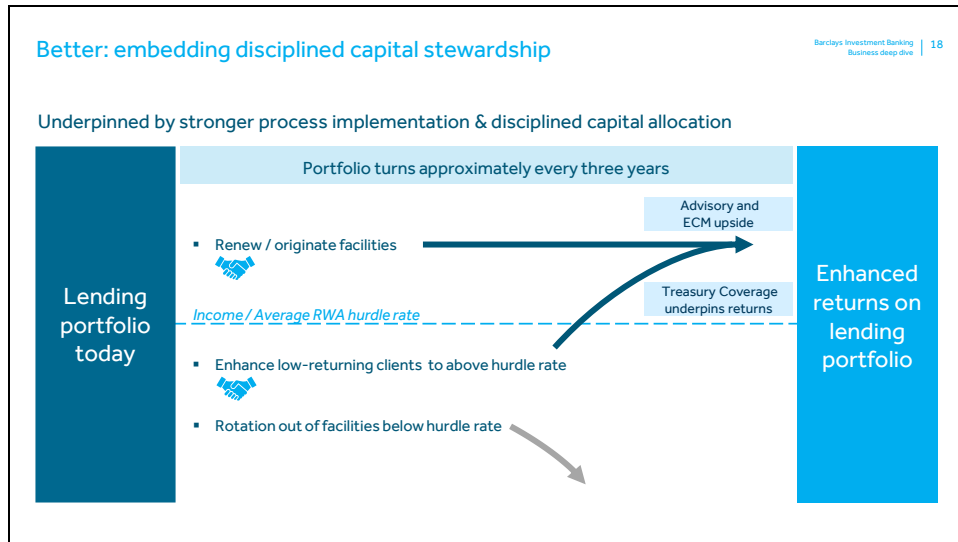 Better: embedding disciplined capital stewardship
Barclays Investment Banking
Business deep dive
18
Underpinned by stronger process implementation & disciplined capital allocation
Lending
portfolio
today
Portfolio turns approximately every three years
Advisory and
ECM upside
▪ Renew / originate facilities
Treasury Coverage
underpins returns
Income / Average RWA hurdle rate
▪ Enhance low-returning clients to above hurdle rate
▪ Rotation out of facilities below hurdle rate
Enhanced
returns on
lending
portfolio